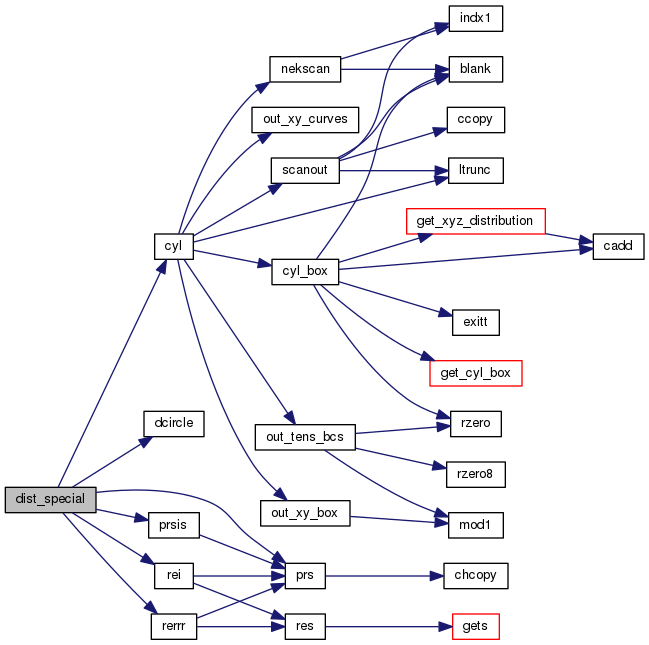 indx1
nekscan
blank
out_xy_curves
ccopy
scanout
ltrunc
get_xyz_distribution
cyl
cadd
cyl_box
exitt
get_cyl_box
dcircle
rzero
out_tens_bcs
rzero8
dist_special
out_xy_box
prsis
mod1
rei
prs
chcopy
rerrr
res
gets